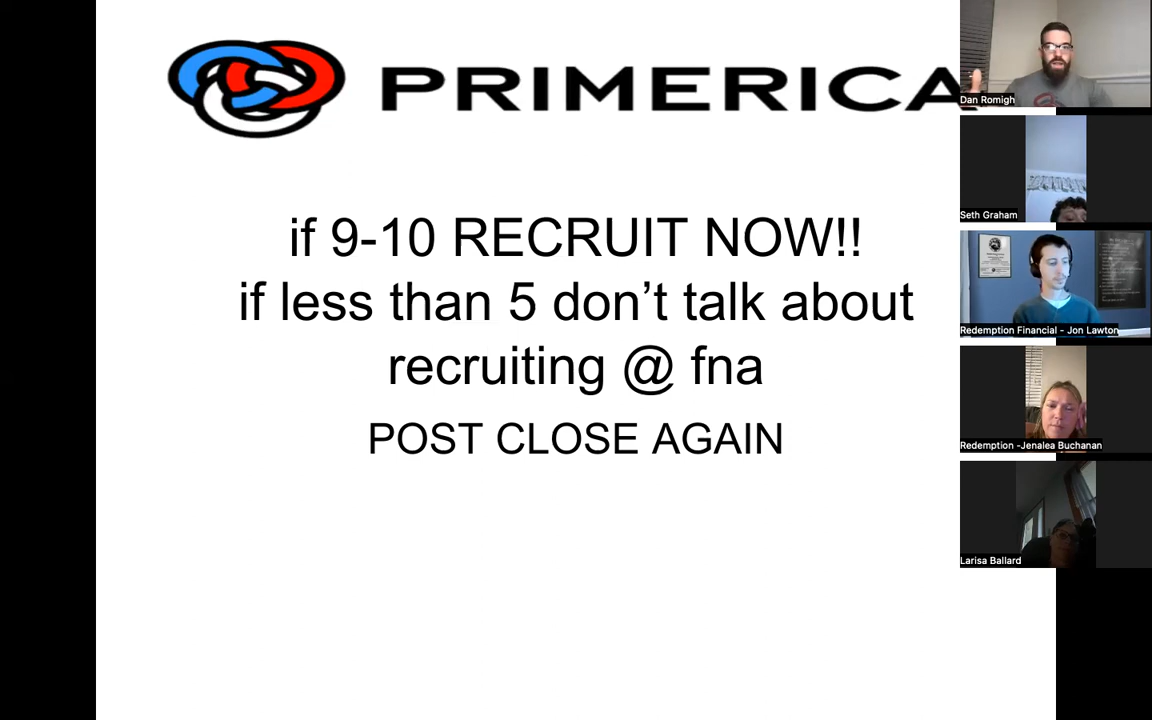 PRIMERICA
if 9-10 RECRUIT NOW!!
if less than 5 don’t talk about
recruiting @ fna
POST CLOSE AGAIN
Dan Romigh
Seth Graham
Redemption Financial - Jon Lawton
Redemption -Jenalea Buchanan
Larisa Ballard